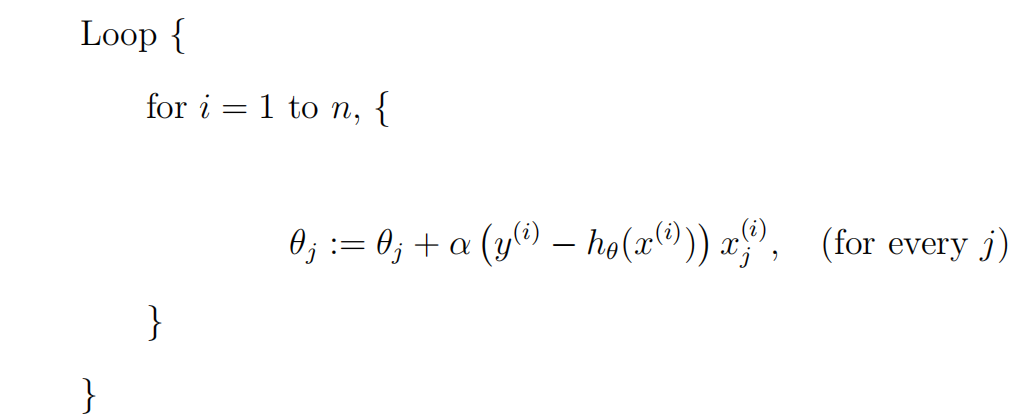 Loop {
for i = 1 to n, {
θ_j := θ_j + α (y^{(i)} − h_θ(x^{(i)})) x_j^{(i)}, (for every j)
}
}